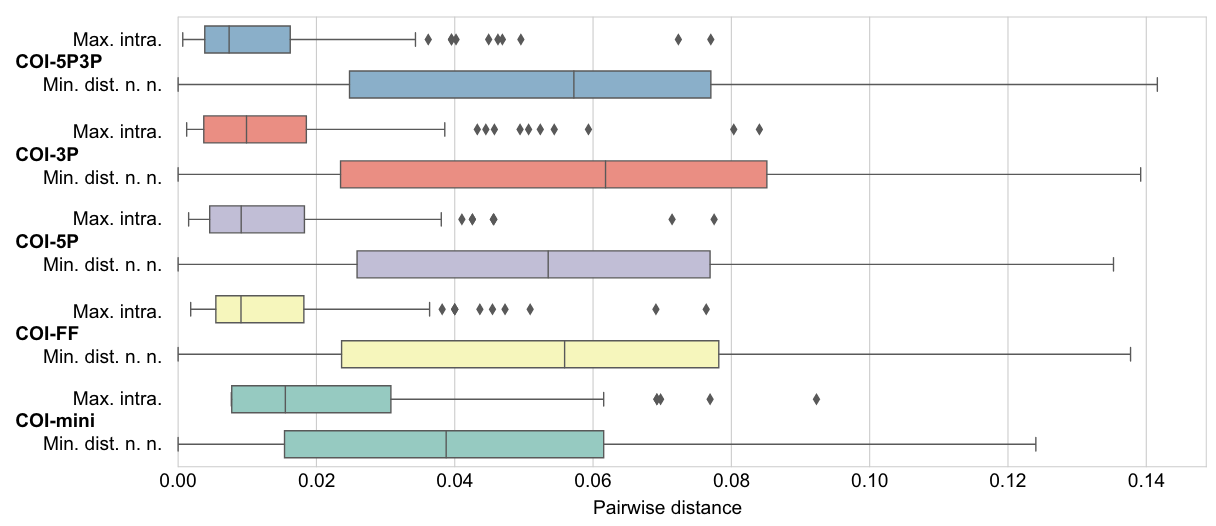 Max. intra.
COI-5P3P
Min. dist. n. n.
Max. intra.
COI-3P
Min. dist. n. n.
Max. intra.
COI-5P
Min. dist. n. n.
Max. intra.
COI-FF
Min. dist. n. n.
Max. intra.
COI-mini
Min. dist. n. n.
0.00 0.02 0.04 0.06 0.08 0.10 0.12 0.14
Pairwise distance